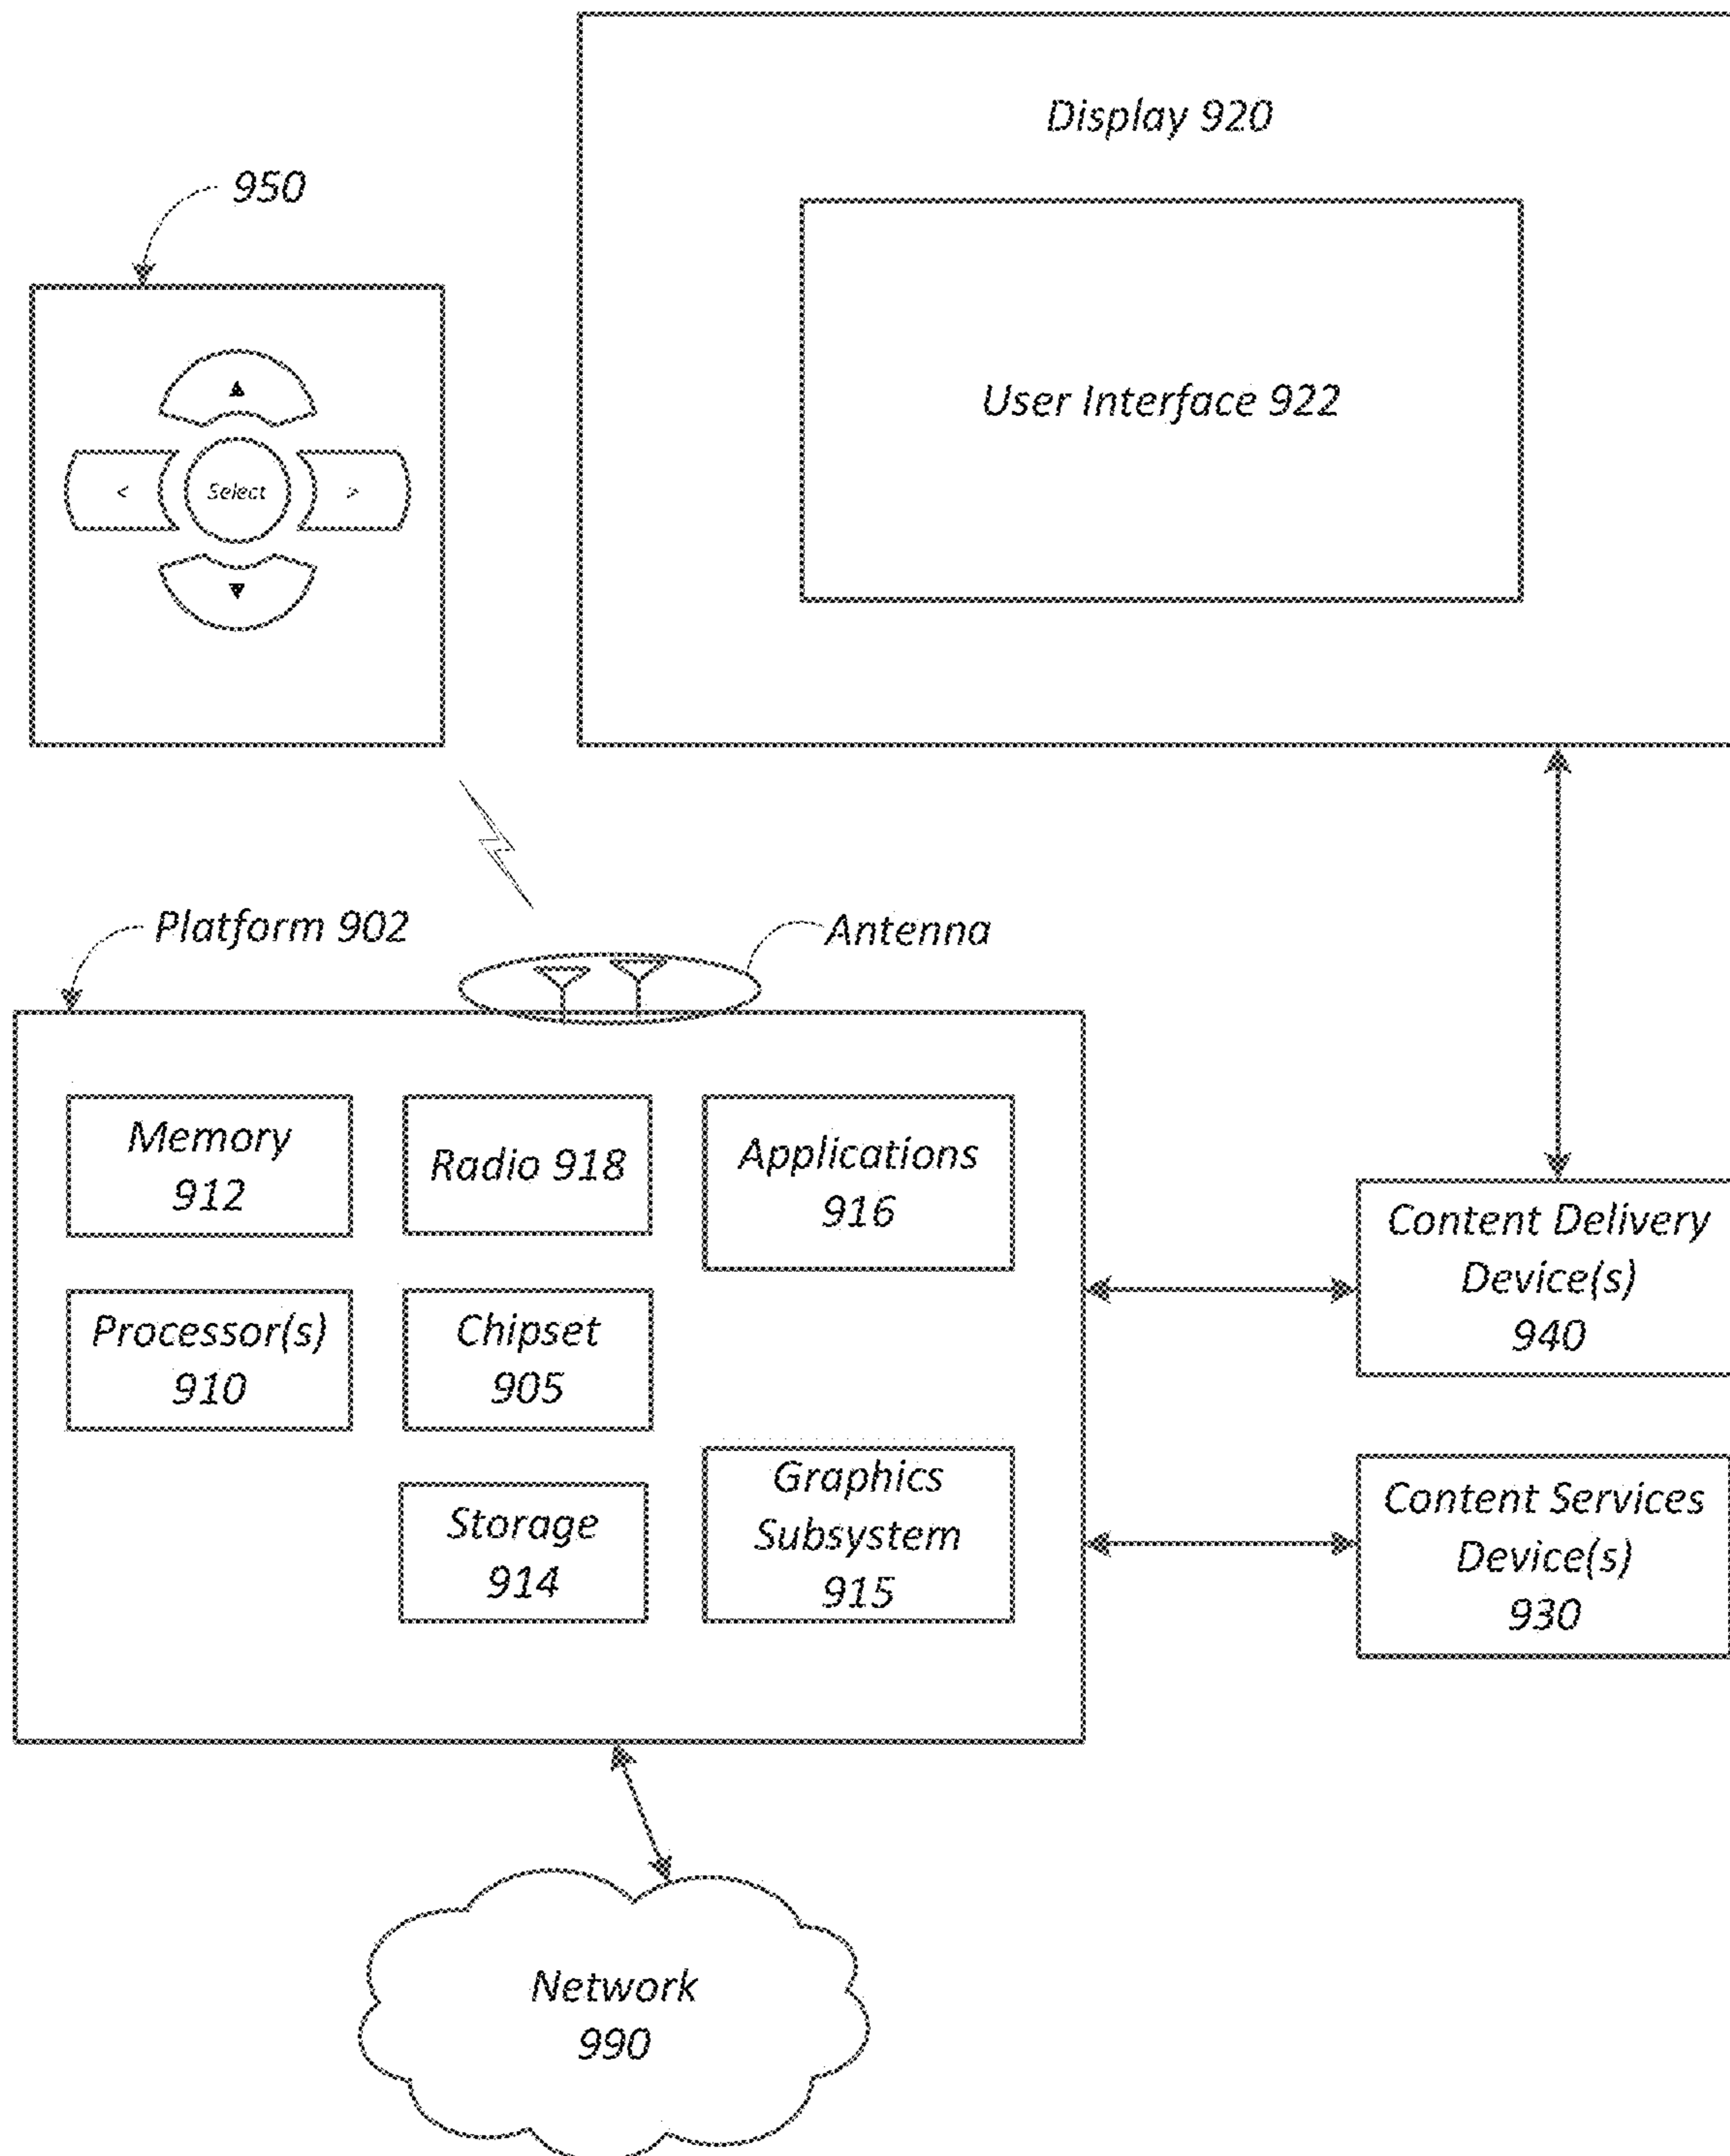 Display 920
950
User Interface 922
<
Select
>
Platform 902
Antenna
Memory
912
Radio 918
Applications
916
Processor(s)
910
Chipset
905
Storage
914
Graphics
Subsystem
915
Content Delivery
Device(s)
940
Content Services
Device(s)
930
Network
990